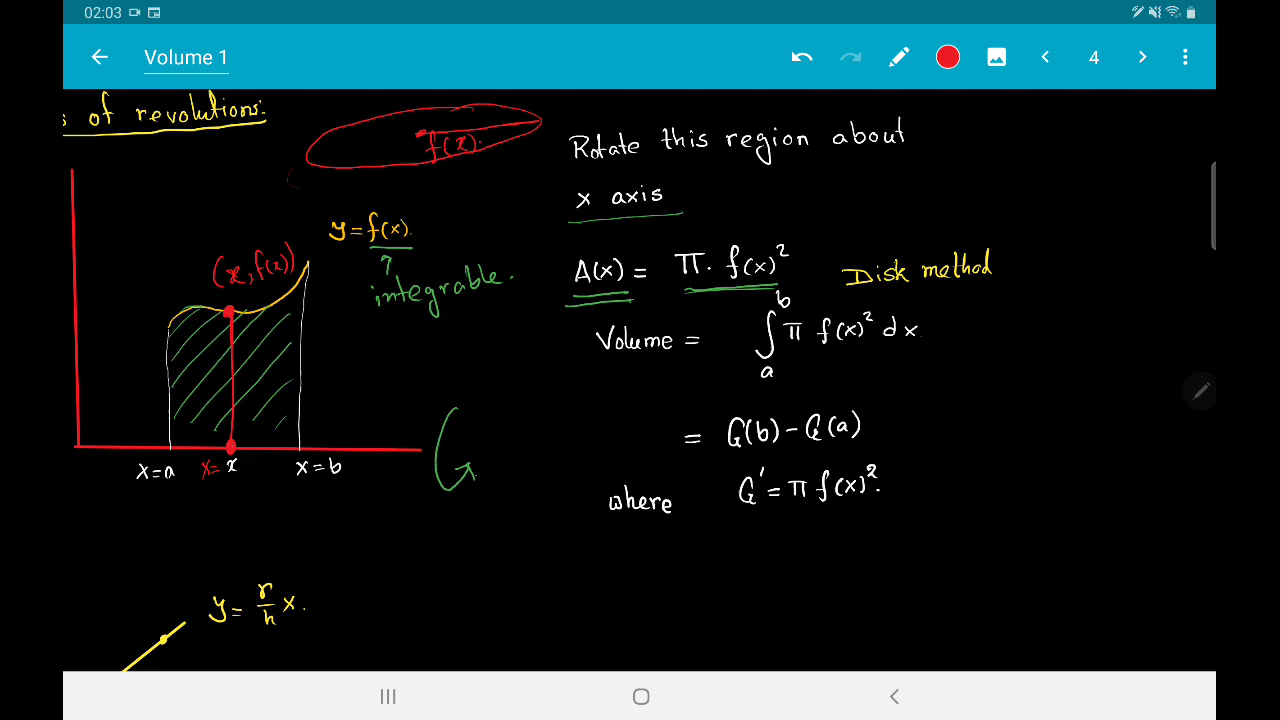 02:03
Volume 1
4
s of revolutions:
f(x).
Rotate this region about
x axis
y = f(x).
(x, f(x))
integrable.
A(x) = π. f(x)²
Disk method
Volume = ∫ₐᵇ π f(x)² dx
= G(b) - G(a)
G
x=a x= x x=b
where G' = π f(x)².
y = r/h x.